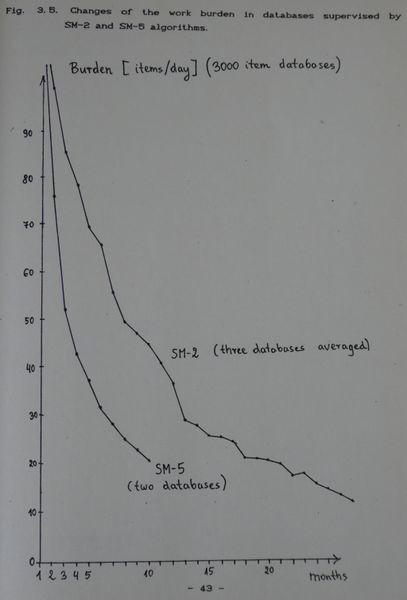 Fig. 3.5. Changes of the work burden in databases supervised by
SM-2 and SM-5 algorithms.
Burden [items/day] (3000 item databases)
90
80
70
60
50
SM-2 (three databases averaged)
40
30
20
SM-5
(two databases)
10
0
1 2 3 4 5 10 15 20 months
- 43 -